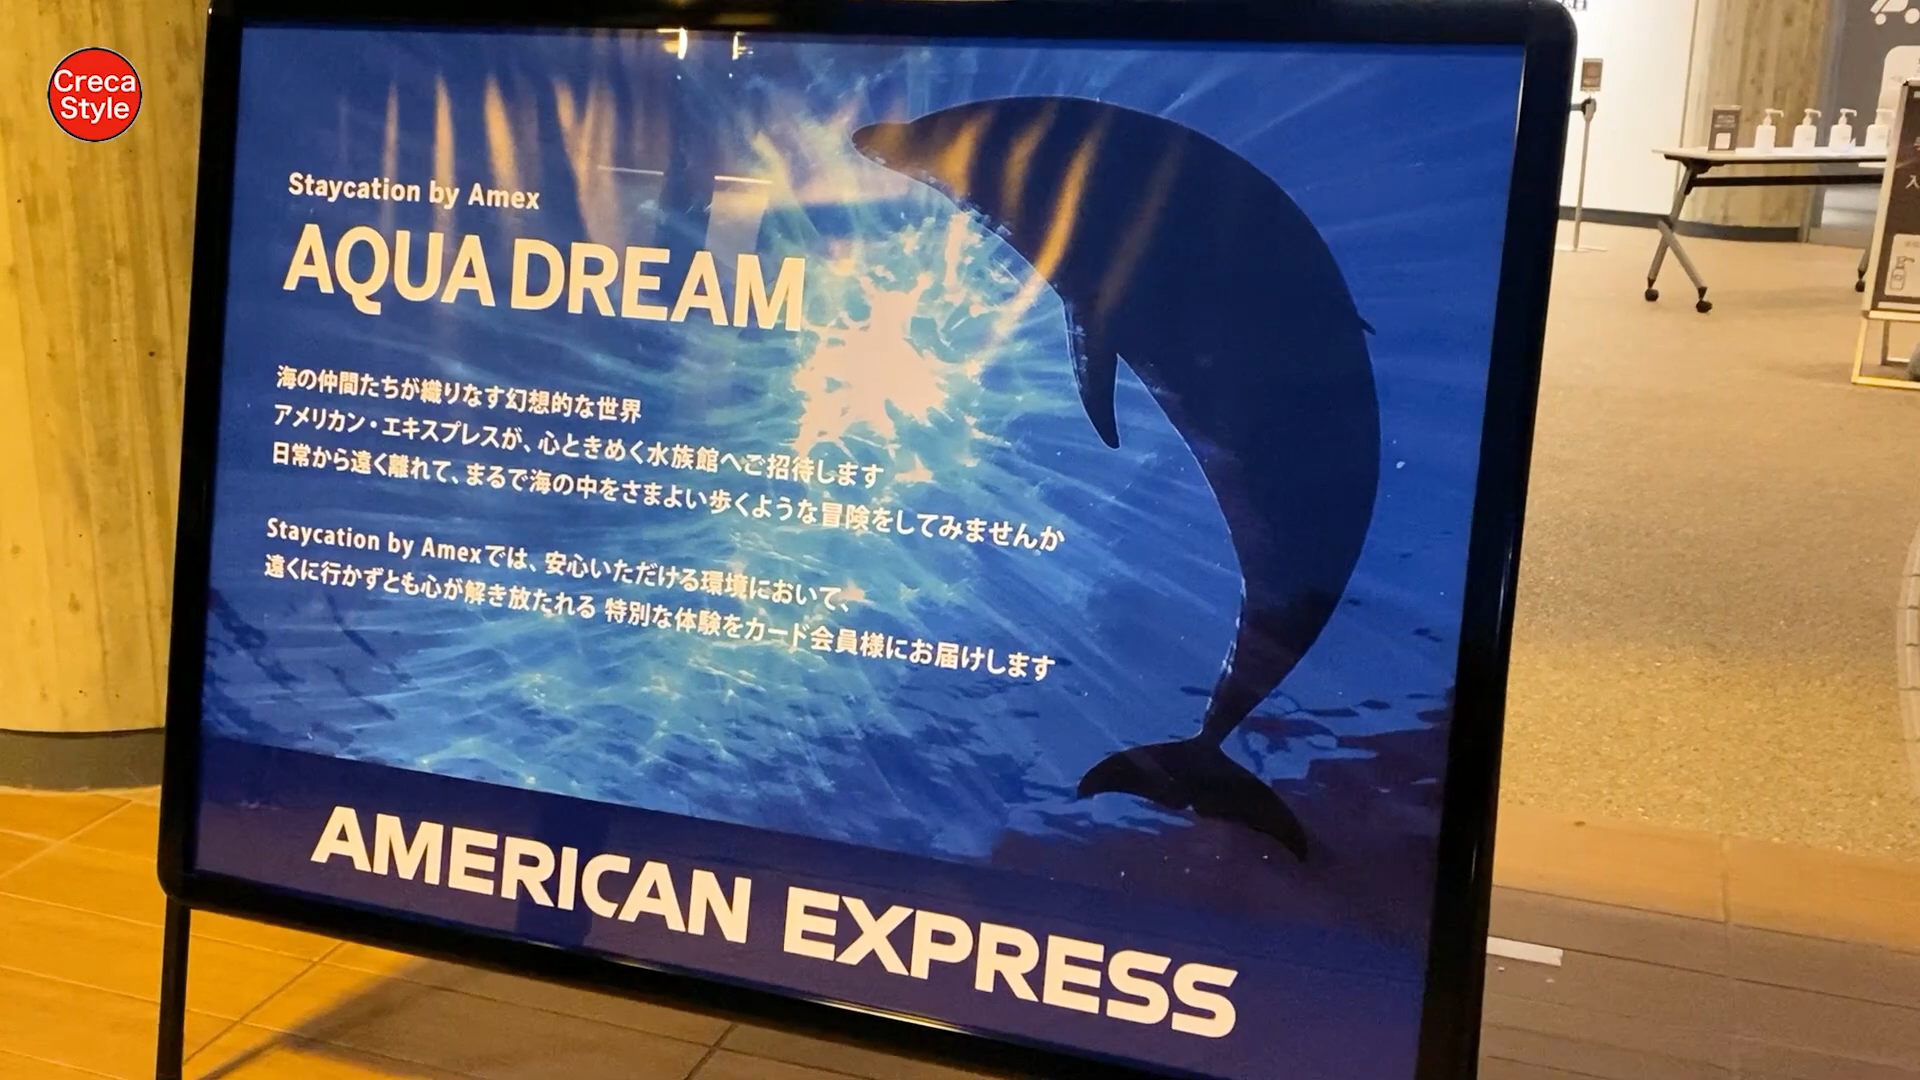 Creca
Style
Staycation by Amex
AQUA DREAM
海の仲間たちが織りなす幻想的な世界
アメリカン・エキスプレスが、心ときめく水族館へご招待します
日常から遠く離れて、まるで海の中をさまよい歩くような冒険をしてみませんか
Staycation by Amexでは、安心いただける環境において、
遠くに行かずとも心が解き放たれる 特別な体験をカード会員様にお届けします
AMERICAN EXPRESS
入